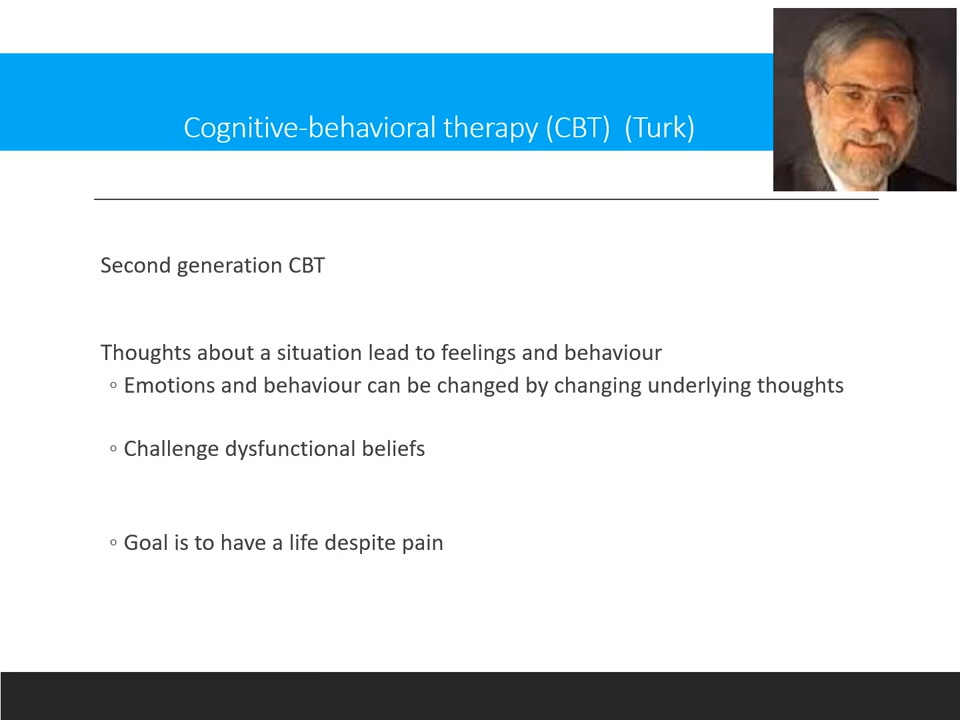 Cognitive-behavioral therapy (CBT) (Turk)
Second generation CBT
Thoughts about a situation lead to feelings and behaviour
◦ Emotions and behaviour can be changed by changing underlying thoughts
◦ Challenge dysfunctional beliefs
◦ Goal is to have a life despite pain